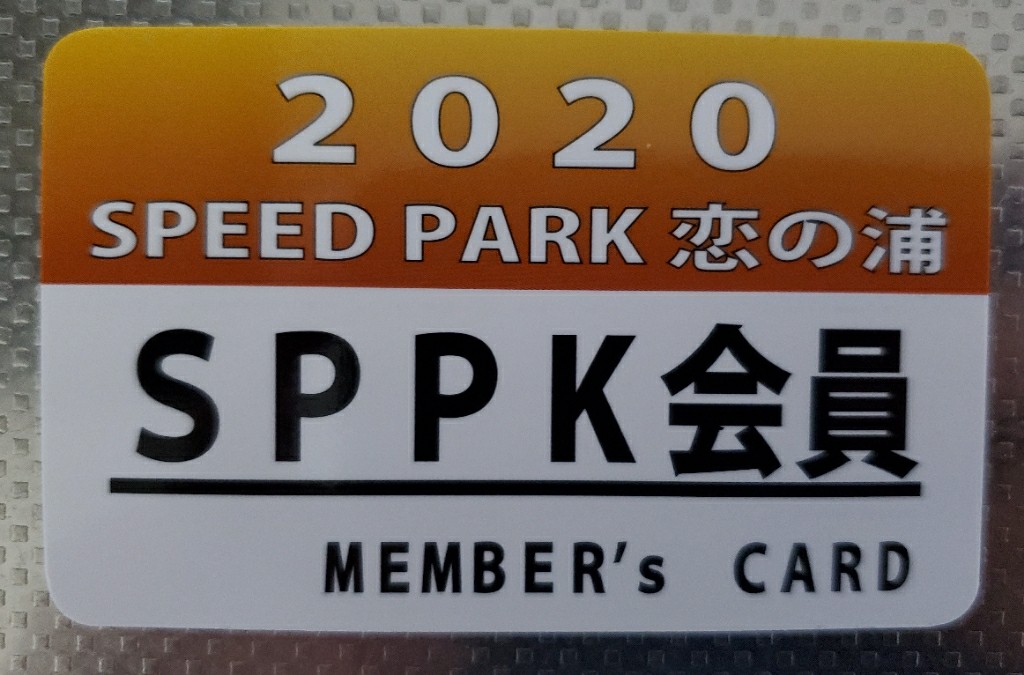 2020
SPEED PARK 恋の浦
SPPK会員
MEMBER's CARD